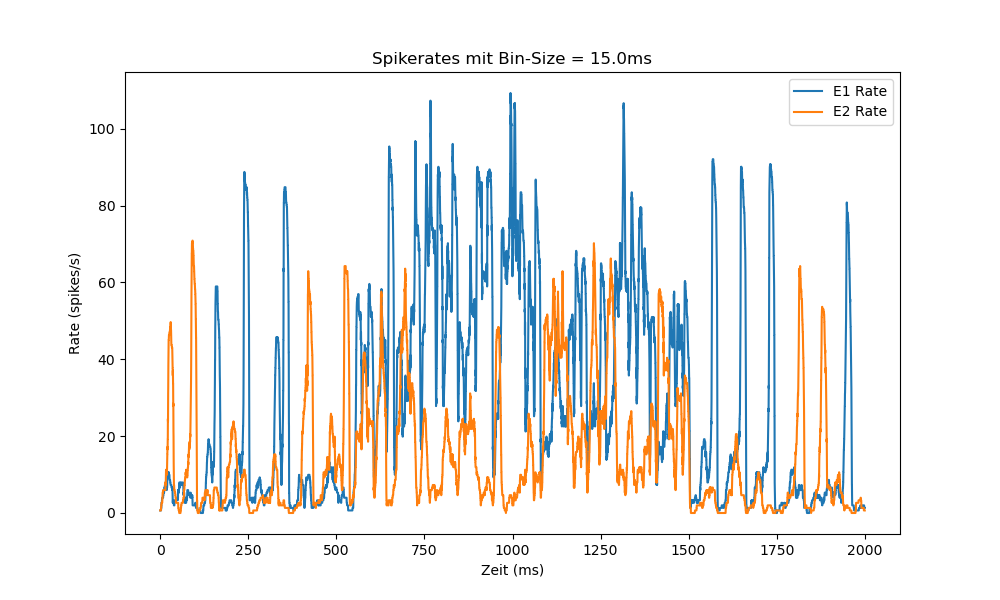 Spikerates mit Bin-Size = 15.0ms
E1 Rate
E2 Rate
Rate (spikes/s)
100
80
60
40
20
0
0 250 500 750 1000 1250 1500 1750 2000
Zeit (ms)